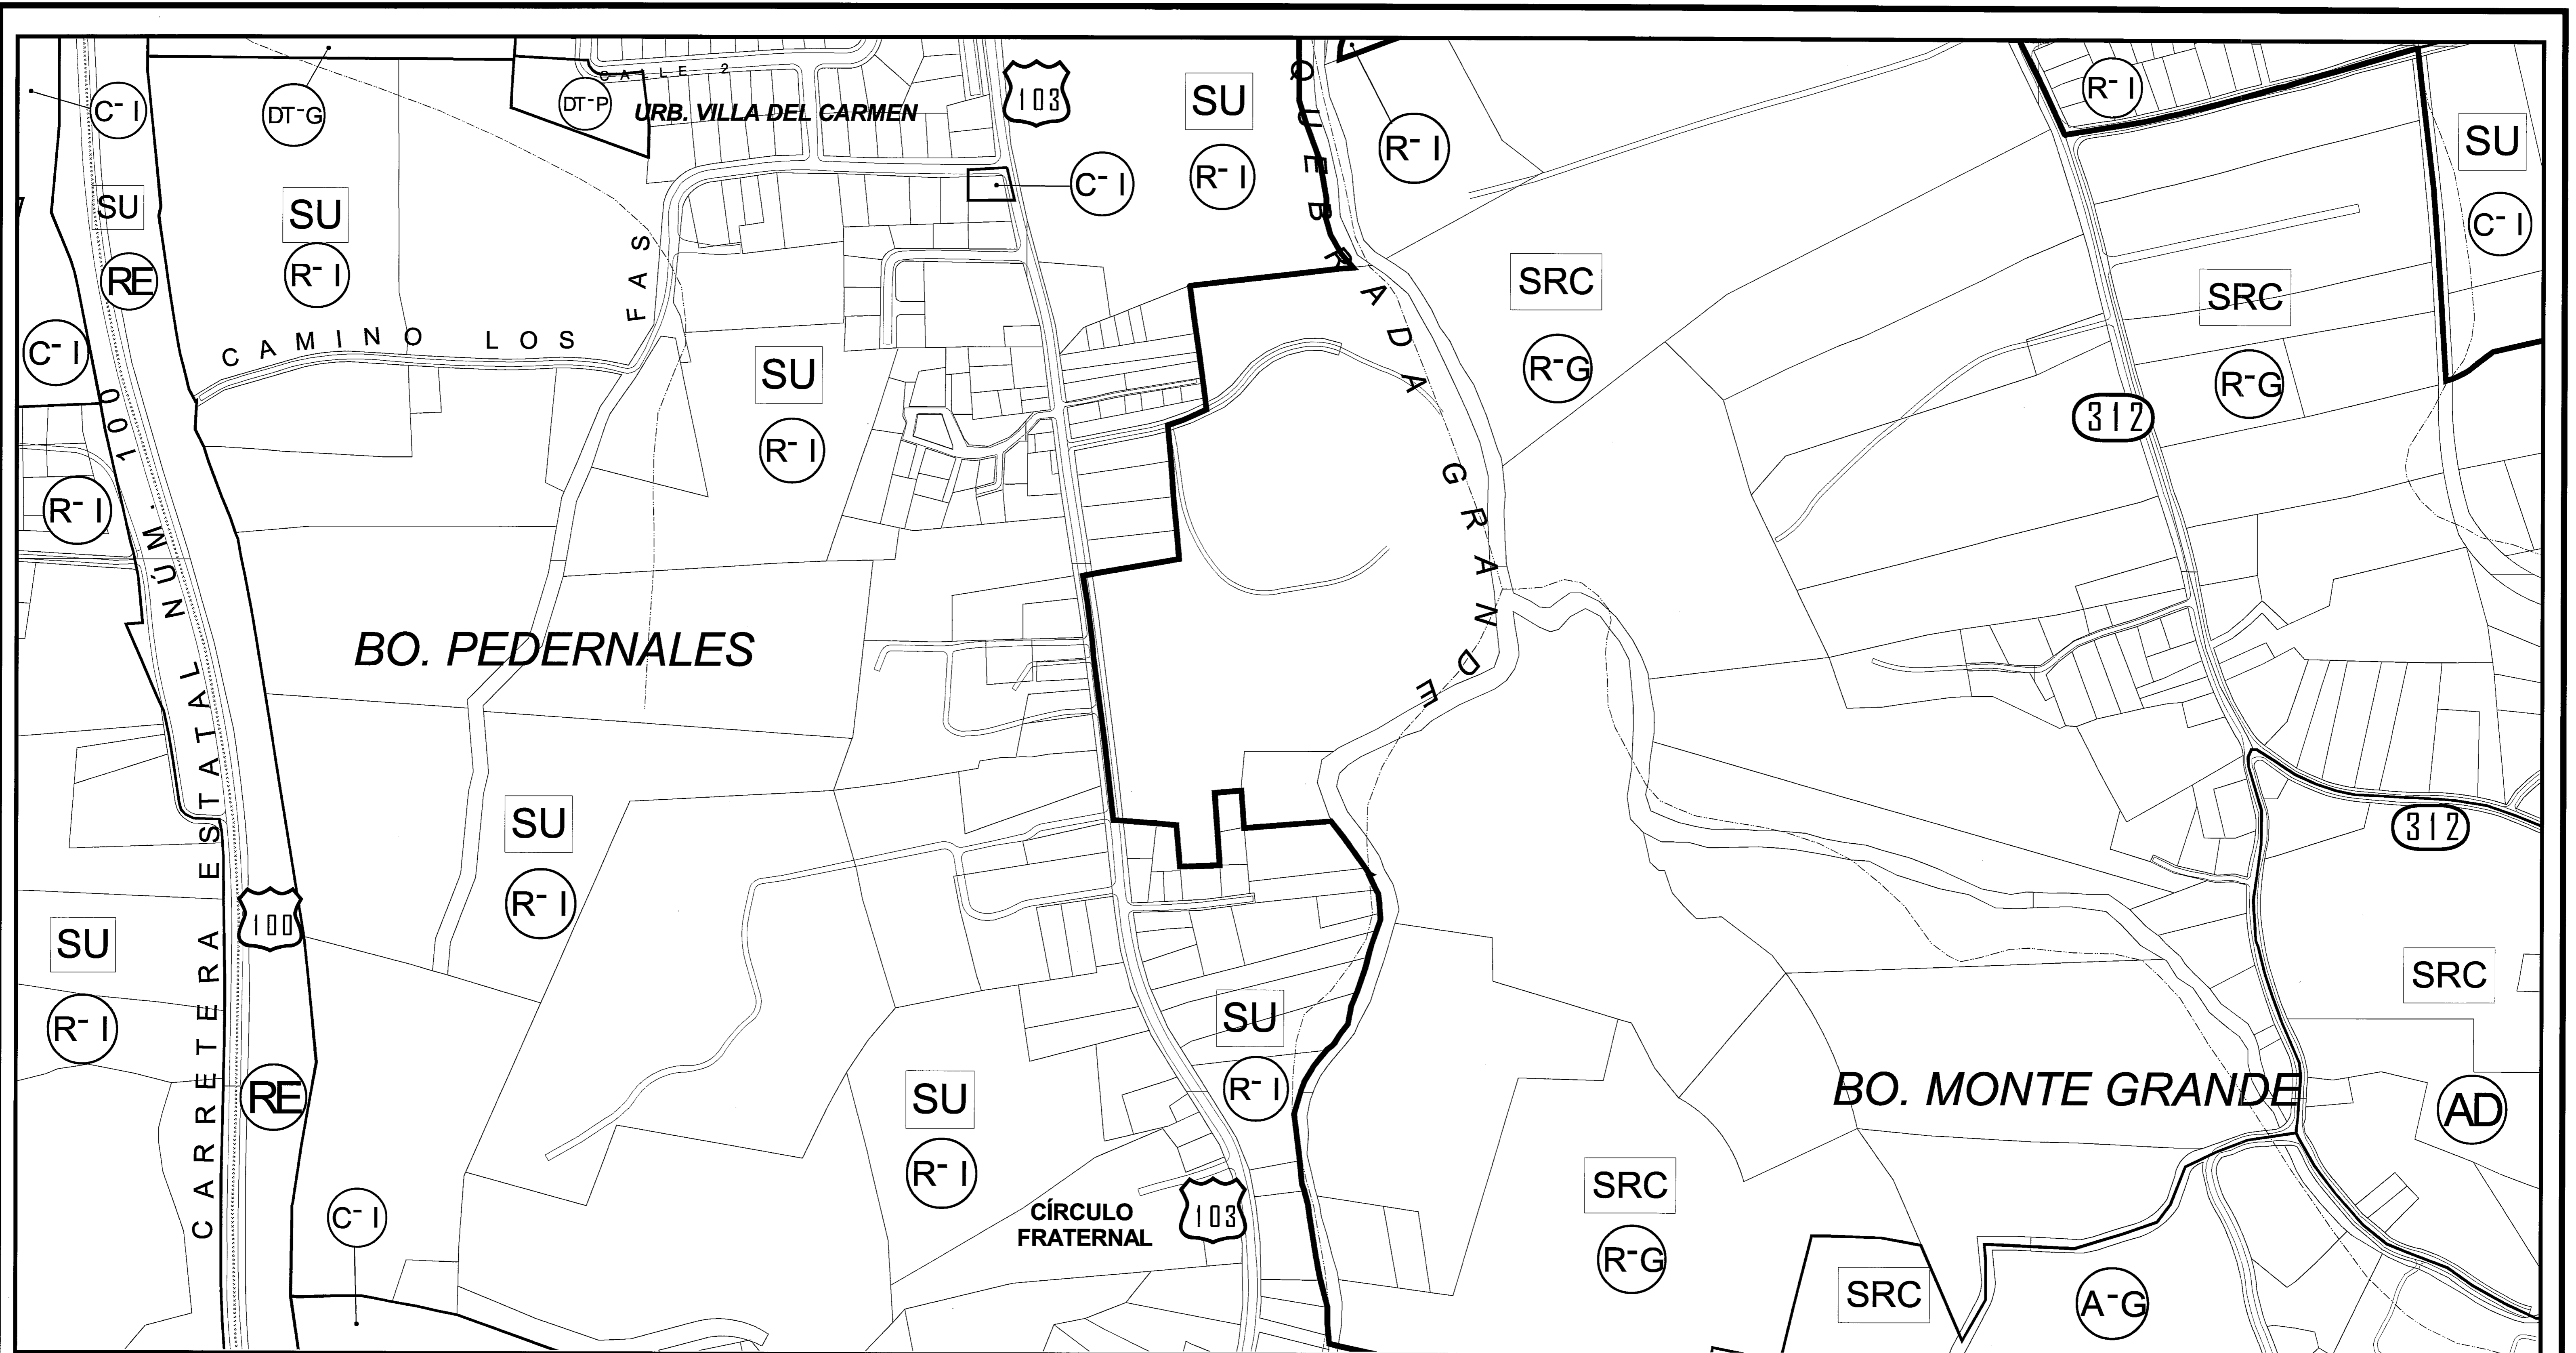 CALLE 2
103
C-I
DT-G
DT-P
URB. VILLA DEL CARMEN
SU
R-I
R-I
R-I
SU
C-I
SU
R-I
C-I
SU
RE
C-I
CAMINO LOS FAS
SU
R-I
QUEBRADA GRANDE
SRC
R-G
SRC
R-G
312
R-I
BO. PEDERNALES
CARRETERA ESTATAL NÚM. 100
SU
R-I
SU
R-I
100
RE
C-I
SU
R-I
SU
R-I
CÍRCULO
FRATERNAL
103
312
SRC
BO. MONTE GRANDE
AD
SRC
R-G
SRC
A-G